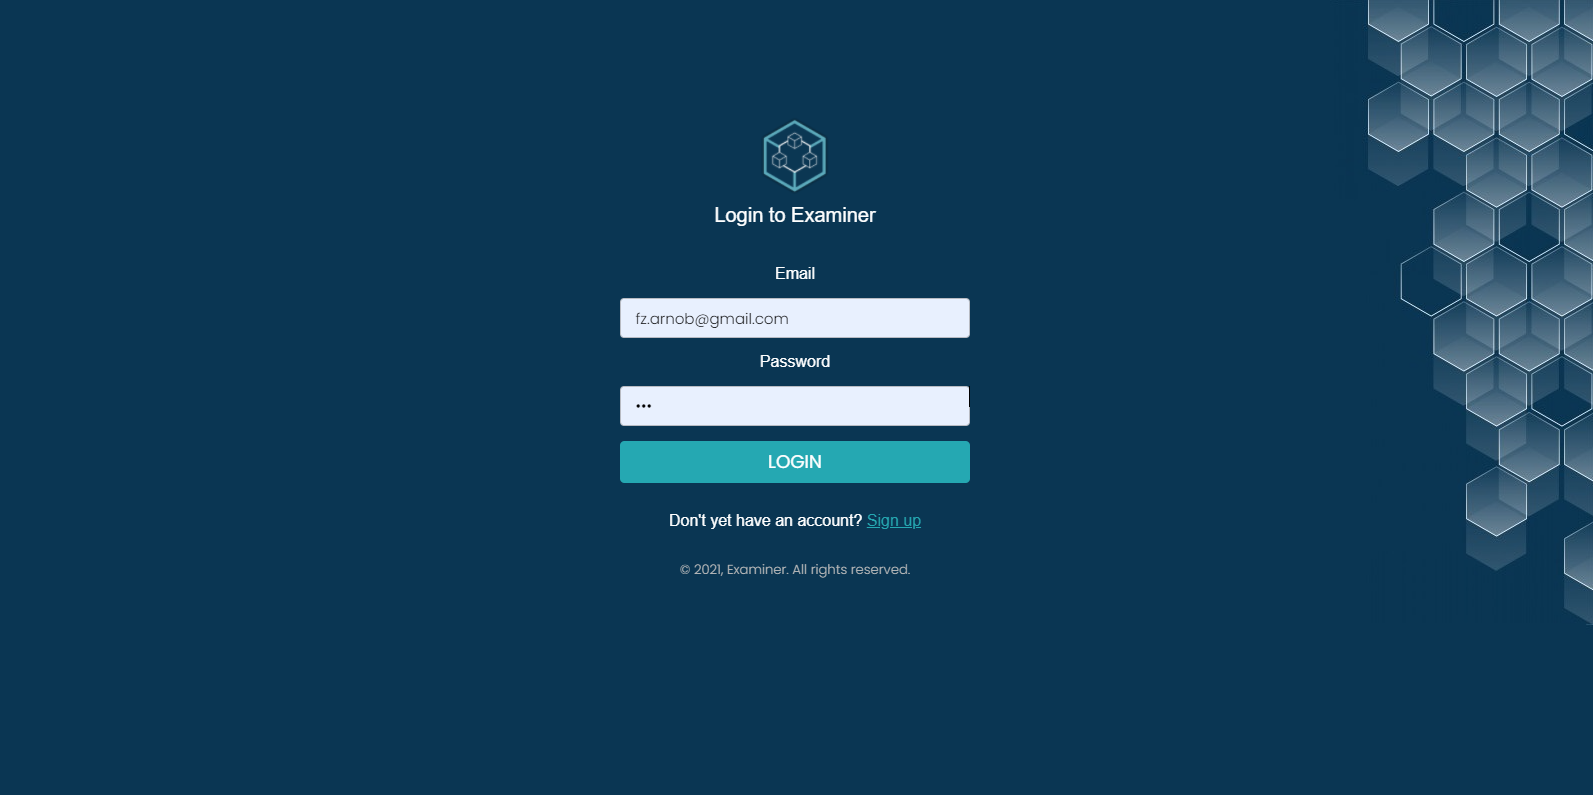 Login to Examiner
Email
fz.arnob@gmail.com
Password
•••
LOGIN
Don't yet have an account? Sign up
© 2021, Examiner. All rights reserved.